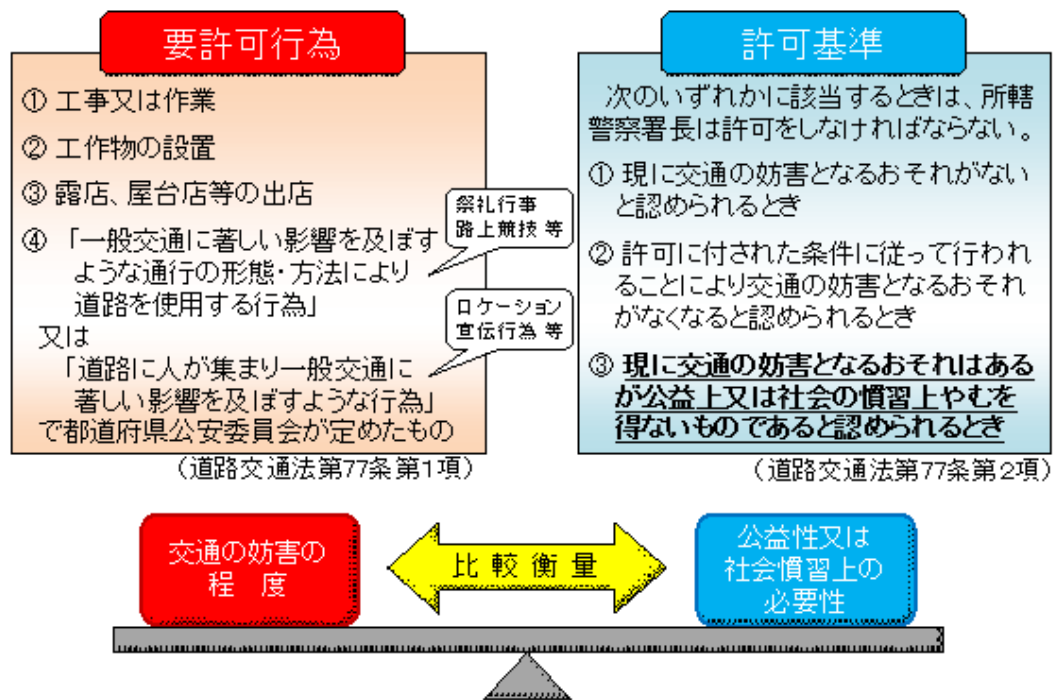 要許可行為
① 工事又は作業
② 工作物の設置
③ 露店、屋台店等の出店
④ 「一般交通に著しい影響を及ぼす
ような通行の形態・方法により
道路を使用する行為」
又は
「道路に人が集まり一般交通に
著しい影響を及ぼすような行為」
で都道府県公安委員会が定めたもの
祭礼行事
路上競技 等
ロケーション
宣伝行為 等
（道路交通法第77条第1項）
許可基準
次のいずれかに該当するときは、所轄
警察署長は許可をしなければならない。
① 現に交通の妨害となるおそれがない
と認められるとき
② 許可に付された条件に従って行われ
ることにより交通の妨害となるおそれ
がなくなると認められるとき
③ 現に交通の妨害となるおそれはある
が公益上又は社会の慣習上やむを
得ないものであると認められるとき
（道路交通法第77条第2項）
交通の妨害の
程 度
比 較 衡 量
公益性又は
社会慣習上の
必要性